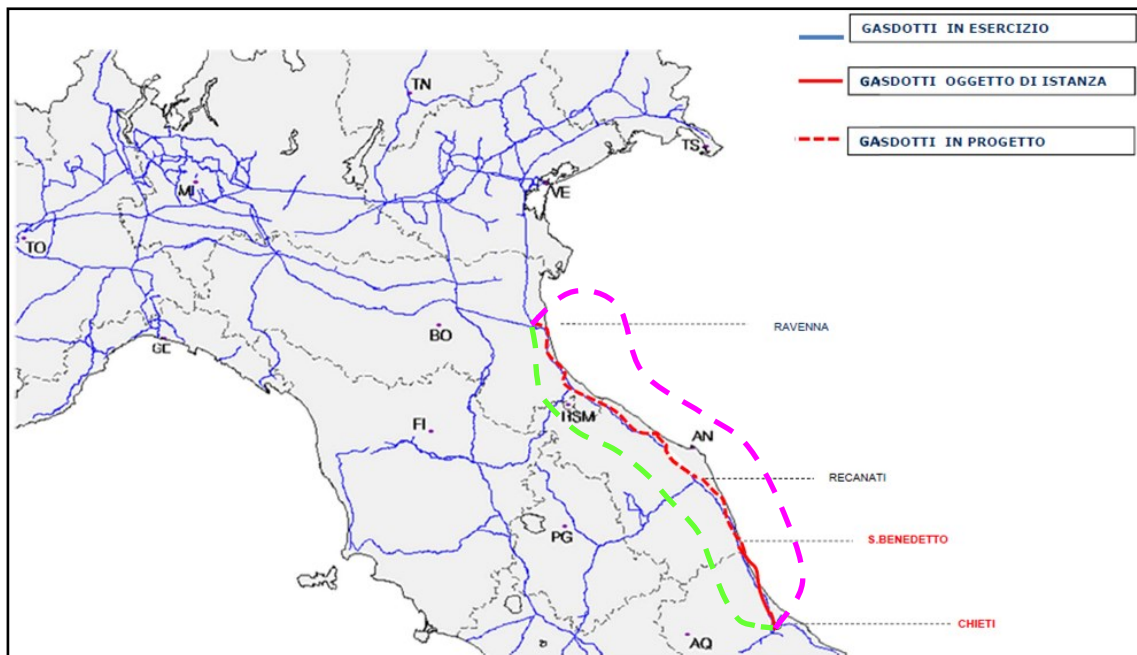 GASDOTTI IN ESERCIZIO
GASDOTTI OGGETTO DI ISTANZA
GASDOTTI IN PROGETTO
TN
TS
MI
VE
TO
RAVENNA
BO
GE
RSM
FI
AN
RECANATI
PG
S.BENEDETTO
CHIETI
AQ